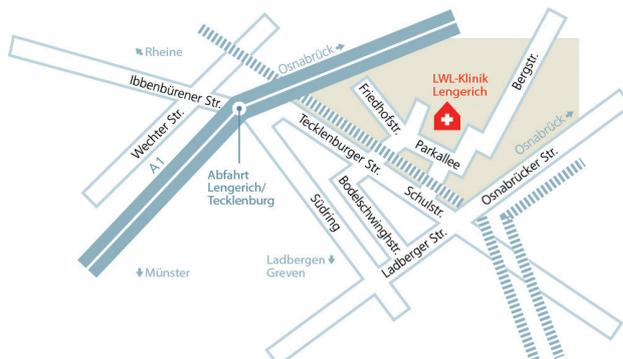 Rheine
Osnabrück
Ibbenbürener Str.
Wechter Str.
A 1
Abfahrt
Lengerich/
Tecklenburg
Münster
Ladbergen
Greven
Südring
Tecklenburger Str.
Bodelschwinghstr.
Ladberger Str.
Schulstr.
Friedhofstr.
Parkallee
LWL-Klinik
Lengerich
Bergstr.
Osnabrück
Osnabrücker Str.